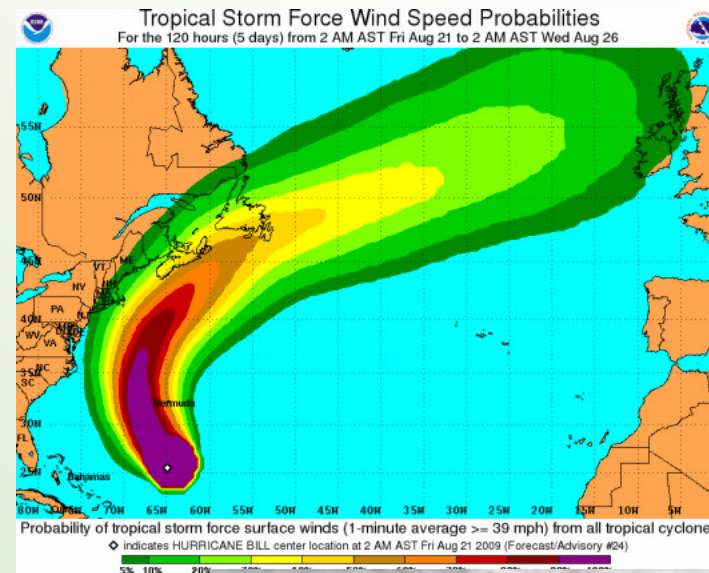 Tropical Storm Force Wind Speed Probabilities
For the 120 hours (5 days) from 2 AM AST Fri Aug 21 to 2 AM AST Wed Aug 26
55N
50N
45N
ME
VT
NY
40N
PA
WV
VA
35N
NC
SC
Bermuda
30N
FL
25N
Bahamas
80W 70W 65W 60W 55W 50W 45W 40W 35W 30W 25W 20W 15W 10W 5W
Probability of tropical storm force surface winds (1-minute average >= 39 mph) from all tropical cyclone
indicates HURRICANE BILL center location at 2 AM AST Fri Aug 21 2009 (Forecast/Advisory #24)
5% 10% 20%